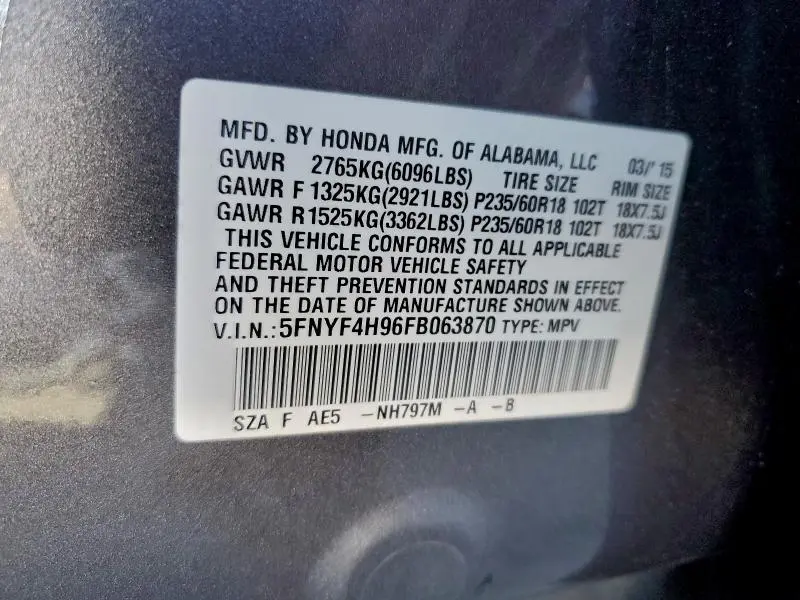 MFD. BY HONDA MFG. OF ALABAMA, LLC 03/'15
GVWR 2765KG(6096LBS) TIRE SIZE RIM SIZE
GAWR F 1325KG(2921LBS) P235/60R18 102T 18X7.5J
GAWR R1525KG(3362LBS) P235/60R18 102T 18X7.5J
THIS VEHICLE CONFORMS TO ALL APPLICABLE
FEDERAL MOTOR VEHICLE SAFETY
AND THEFT PREVENTION STANDARDS IN EFFECT
ON THE DATE OF MANUFACTURE SHOWN ABOVE.
V.I.N.: 5FNYF4H96FB063870 TYPE: MPV
SZA F AE5 -NH797M -A -B